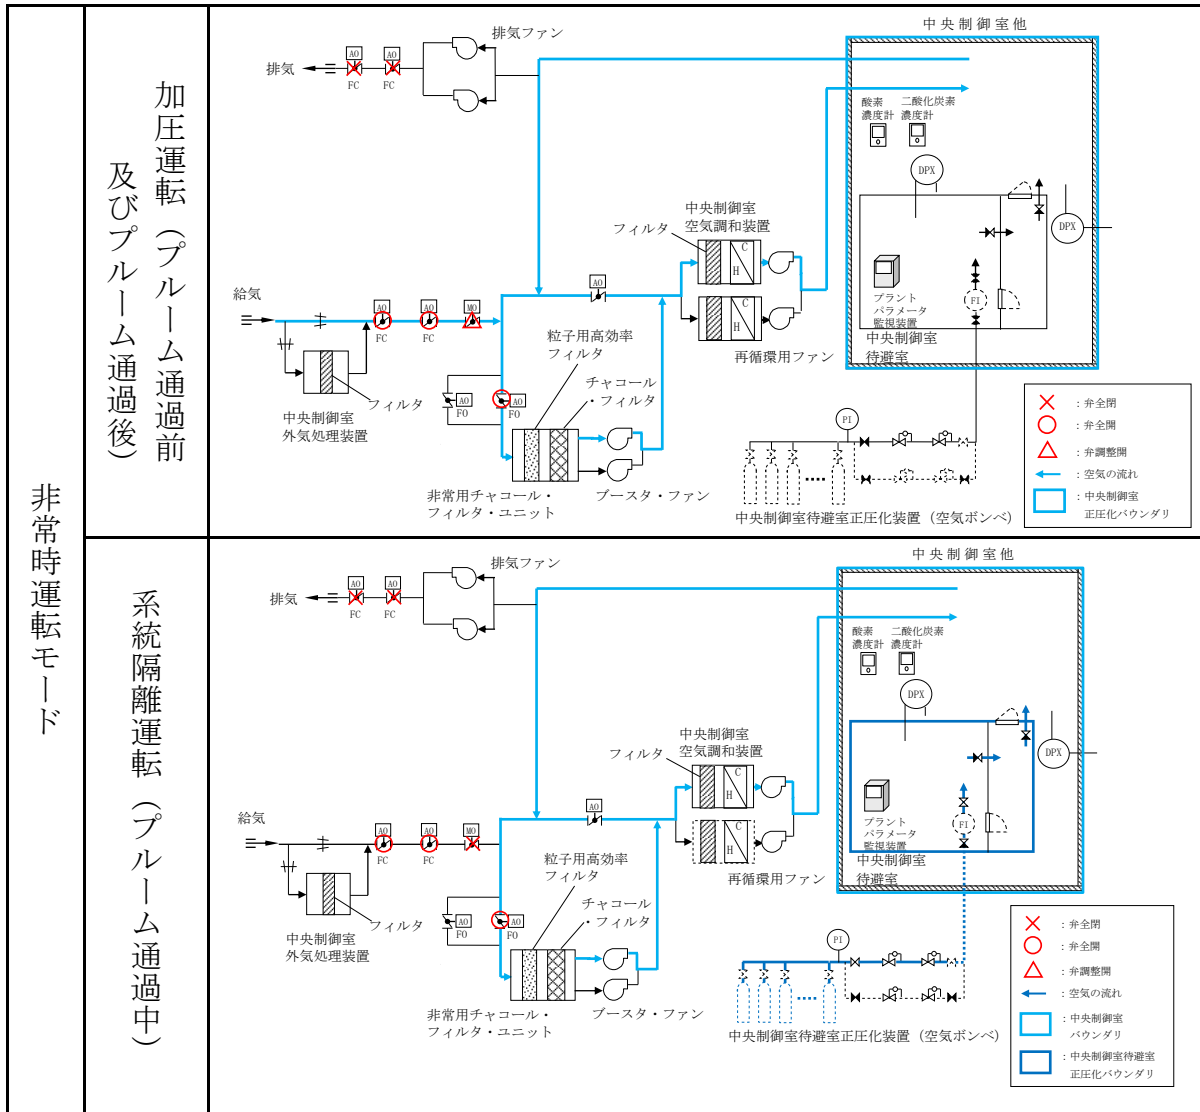 非常時運転モード
加圧運転（プルーム通過前
及びプルーム通過後）
中央制御室他
排気ファン
AO
AO
排気
FC
FC
酸素
濃度計
二酸化炭素
濃度計
DPX
DPX
中央制御室
空気調和装置
フィルタ
C
H
C
H
給気
AO
AO
MO
AO
FC
FC
プラント
パラメータ
監視装置
FI
中央制御室
待避室
再循環用ファン
粒子用高効率
フィルタ
チャコール
・フィルタ
フィルタ
中央制御室
外気処理装置
AO
FO
AO
FO
PI
非常用チャコール・
フィルタ・ユニット
ブースタ・ファン
中央制御室待避室正圧化装置（空気ボンベ）
：弁全閉
：弁全開
：弁調整開
：空気の流れ
：中央制御室
正圧化バウンダリ
系統隔離運転（プルーム通過中）
中央制御室他
排気ファン
AO
AO
排気
FC
FC
酸素
濃度計
二酸化炭素
濃度計
DPX
DPX
中央制御室
空気調和装置
フィルタ
C
H
C
H
給気
AO
AO
MO
AO
FC
FC
プラント
パラメータ
監視装置
FI
中央制御室
待避室
再循環用ファン
粒子用高効率
フィルタ
チャコール
・フィルタ
フィルタ
中央制御室
外気処理装置
AO
FO
AO
FO
PI
非常用チャコール・
フィルタ・ユニット
ブースタ・ファン
中央制御室待避室正圧化装置（空気ボンベ）
：弁全閉
：弁全開
：弁調整開
：空気の流れ
：中央制御室
バウンダリ
：中央制御室待避室
正圧化バウンダリ